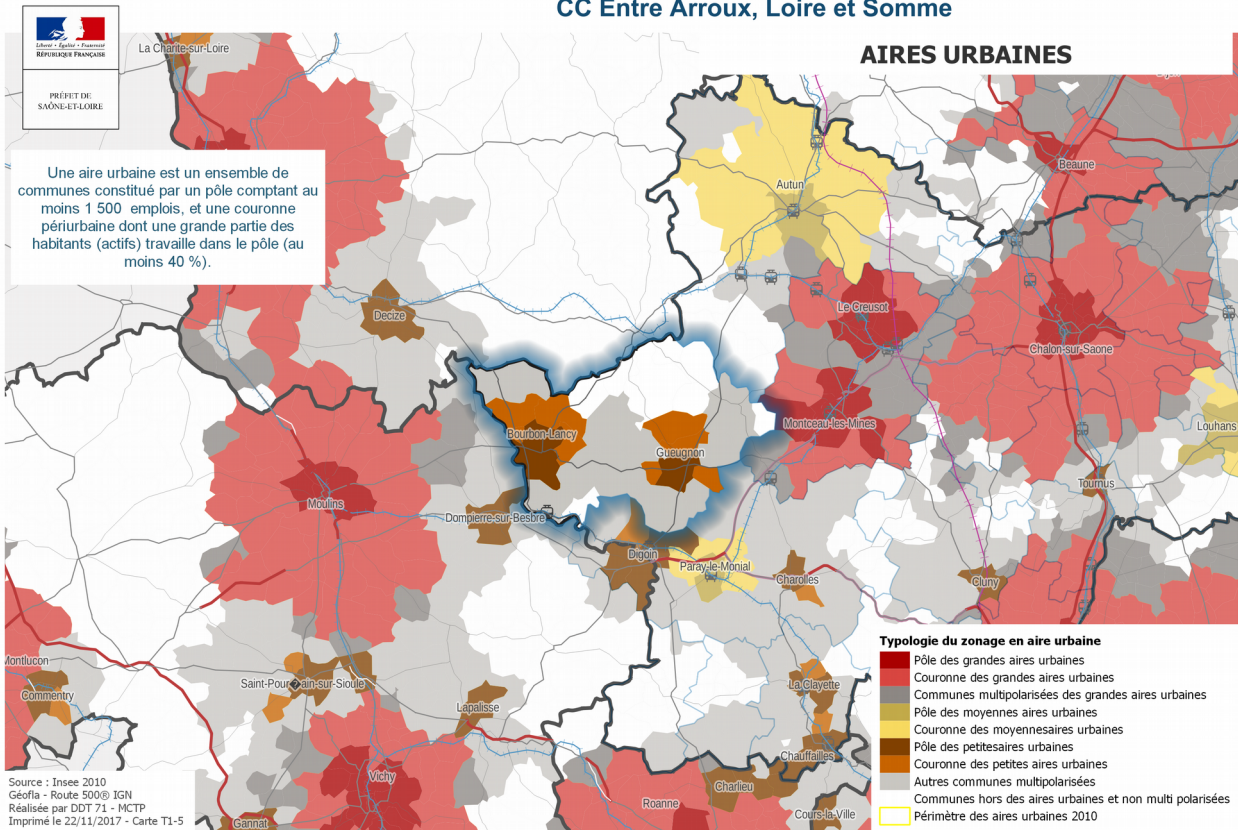 CC Entre Arroux, Loire et Somme
AIRES URBAINES
Liberté • Égalité • Fraternité
RÉPUBLIQUE FRANÇAISE
PRÉFET DE
SAÔNE-ET-LOIRE
Une aire urbaine est un ensemble de
communes constitué par un pôle comptant au
moins 1 500 emplois, et une couronne
périurbaine dont une grande partie des
habitants (actifs) travaille dans le pôle (au
moins 40 %).
La Charite-sur-Loire
Beaune
Autun
Decize
Le Creusot
Chalon-sur-Saone
Bourbon-Lancy
Montceau-les-Mines
Louhans
Gueugnon
Tournus
Moulins
Dompierre-sur-Besbre
Digoin
Paray-le-Monial
Charolles
Cluny
Montlucon
Commentry
Saint-Pour�ain-sur-Sioule
Lapalisse
La Clayette
Chauffailles
Vichy
Charlieu
Roanne
Cours-la-Ville
Gannat
Typologie du zonage en aire urbaine
Pôle des grandes aires urbaines
Couronne des grandes aires urbaines
Communes multipolarisées des grandes aires urbaines
Pôle des moyennes aires urbaines
Couronne des moyennesaires urbaines
Pôle des petitesaires urbaines
Couronne des petites aires urbaines
Autres communes multipolarisées
Communes hors des aires urbaines et non multi polarisées
Périmètre des aires urbaines 2010
Source : Insee 2010
Géofla - Route 500® IGN
Réalisée par DDT 71 - MCTP
Imprimé le 22/11/2017 - Carte T1-5